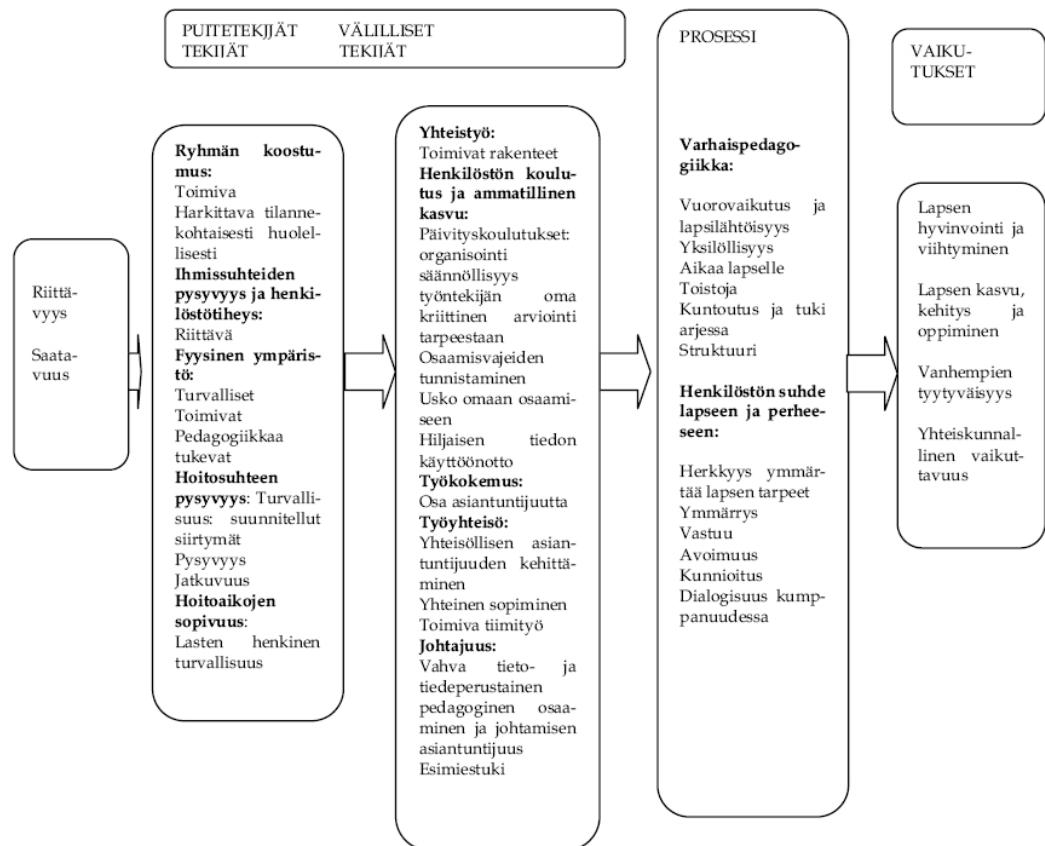 PUITETEKJJÄT VÄLILLISET
TEKIJÄT TEKIJÄT
PROSESSI
VAIKU-
TUKSET
Riittä-
vyys
Saata-
vuus
Ryhmän koostu-
mus:
Toimiva
Harkittava tilanne-
kohtaisesti huolel-
lisesti
Ihmissuhteiden
pysyvyys ja henki-
löstötiheys:
Riittävä
Fyysinen ympäris-
tö:
Turvalliset
Toimivat
Pedagogiikkaa
tukevat
Hoitosuhteen
pysyvyys: Turvalli-
suus: suunnitellut
siirtymät
Pysyvyys
Jatkuvuus
Hoitoaikojen
sopivuus:
Lasten henkinen
turvallisuus
Yhteistyö:
Toimivat rakenteet
Henkilöstön koulu-
tus ja ammatillinen
kasvu:
Päivityskoulutukset:
organisointi
säännöllisyys
työntekijän oma
kriittinen arviointi
tarpeestaan
Osaamisvajeiden
tunnistaminen
Usko omaan osaami-
seen
Hiljaisen tiedon
käyttöönotto
Työkokemus:
Osa asiantuntijuutta
Työyhteisö:
Yhteisöllisen asian-
tuntijuuden kehittä-
minen
Yhteinen sopiminen
Toimiva tiimityö
Johtajuus:
Vahva tieto- ja
tiedeperustainen
pedagoginen osaa-
minen ja johtamisen
asiantuntijuus
Esimiestuki
Varhaispedago-
giikka:
Vuorovaikutus ja
lapsilähtöisyys
Yksilöllisyys
Aikaa lapselle
Toistoja
Kuntoutus ja tuki
arjessa
Struktuuri
Henkilöstön suhde
lapseen ja perhee-
seen:
Herkkyys ymmär-
tää lapsen tarpeet
Ymmärrys
Vastuu
Avoimuus
Kunnioitus
Dialogisuus kump-
panuudessa
Lapsen
hyvinvointi ja
viihtyminen
Lapsen kasvu,
kehitys ja
oppiminen
Vanhempien
tyytyväisyys
Yhteiskunnal-
linen vaikut-
tavuus